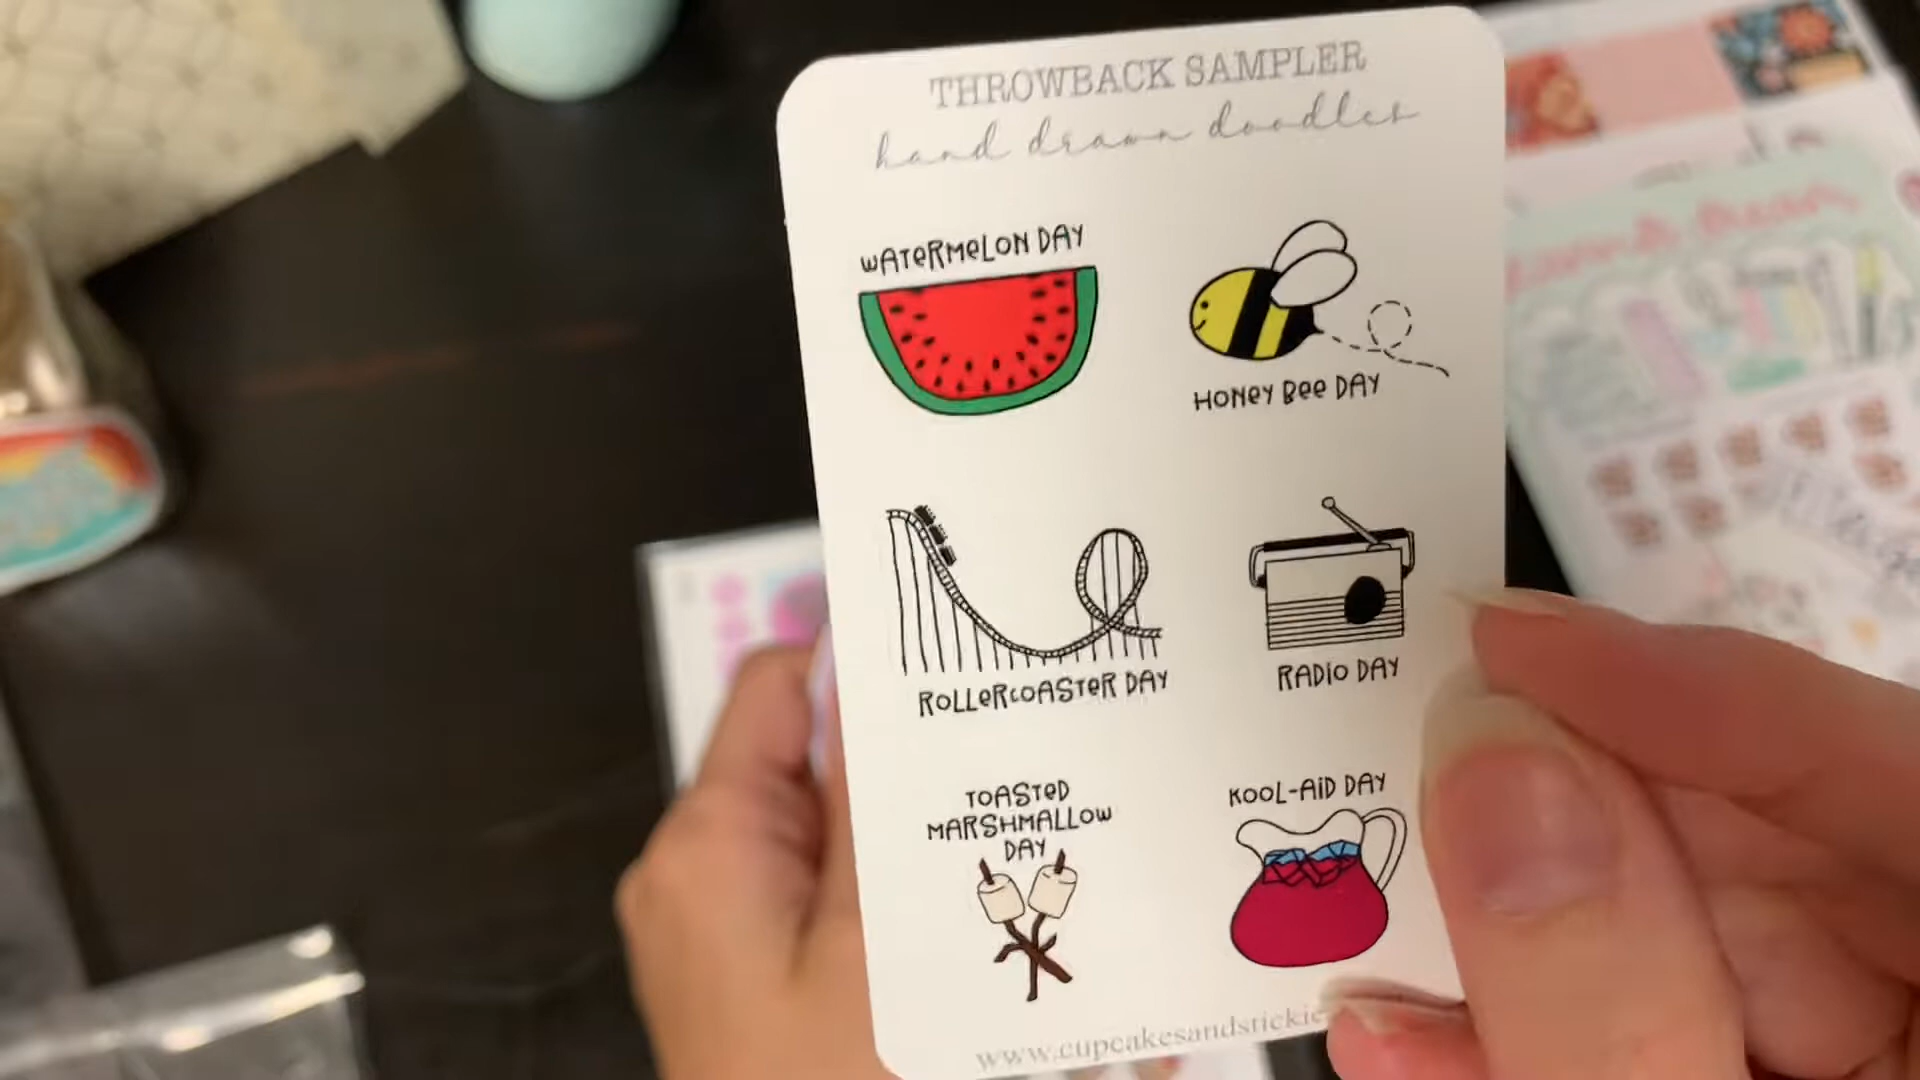 THROWBACK SAMPLER
hand drawn doodles
WATERMELON DAY
HONEY BEE DAY
ROLLERCOASTER DAY
RADIO DAY
TOASTED
MARSHMALLOW
DAY
KOOL-AID DAY
www.cupcakesandstickie